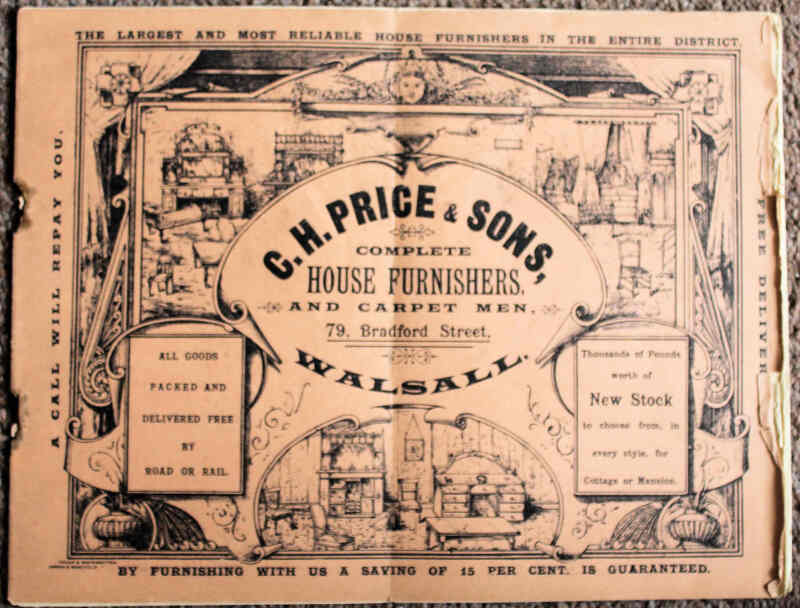 THE LARGEST AND MOST RELIABLE HOUSE FURNISHERS IN THE ENTIRE DISTRICT.
A CALL WILL REPAY YOU.
C. H. PRICE & SONS,
COMPLETE
HOUSE FURNISHERS,
AND CARPET MEN,
79, Bradford Street,
WALSALL.
ALL GOODS
PACKED AND
DELIVERED FREE
BY
ROAD OR RAIL.
Thousands of Pounds
worth of
New Stock
to choose from, in
every style, for
Cottage or Mansion.
FREE DELIVER
BY FURNISHING WITH US A SAVING OF 15 PER CENT. IS GUARANTEED.